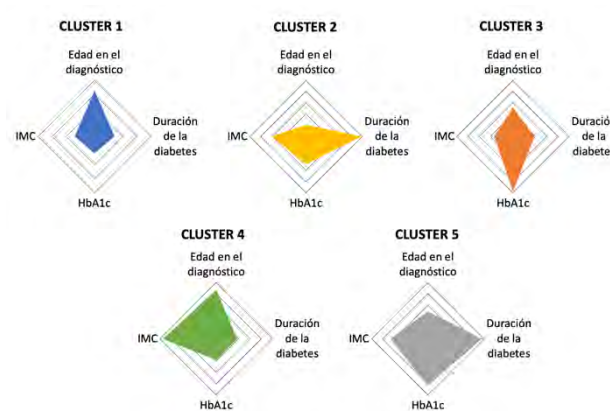 CLUSTER 1
Edad en el
diagnóstico
IMC
Duración
de la
diabetes
HbA1c
CLUSTER 2
Edad en el
diagnóstico
IMC
Duración
de la
diabetes
HbA1c
CLUSTER 3
Edad en el
diagnóstico
IMC
Duración
de la
diabete
HbA1c
CLUSTER 4
Edad en el
diagnóstico
IMC
Duración
de la
diabetes
HbA1c
CLUSTER 5
Edad en el
diagnóstico
IMC
Duración
de la
diabetes
HbA1c